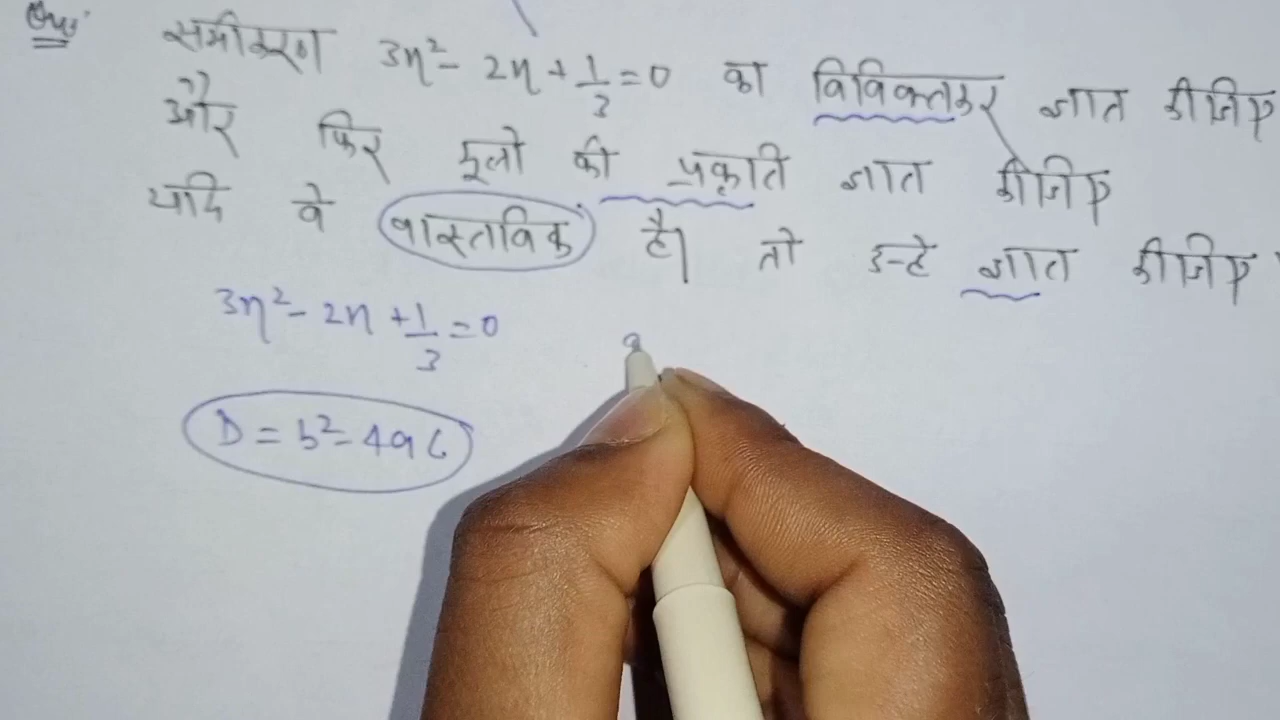 Ques
समीकरण 3x² - 2x + 1/3 = 0 का विविक्तकर ज्ञात कीजिए
और फिर मूलो की प्रकृति ज्ञात कीजिए
यदि वे वास्तविक है। तो उन्हे ज्ञात कीजिए
3x² - 2x + 1/3 = 0
a
D = b² - 4ac